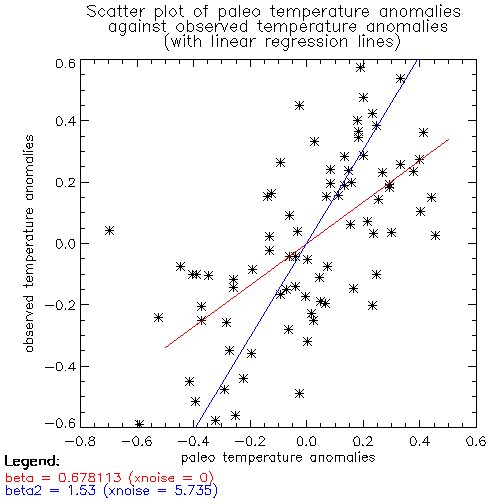 Scatter plot of paleo temperature anomalies
against observed temperature anomalies
(with linear regression lines)
0.6
0.4
0.2
0.0
-0.2
-0.4
-0.6
observed temperature anomalies
-0.8 -0.6 -0.4 -0.2 0.0 0.2 0.4 0.6
paleo temperature anomalies
Legend:
beta = 0.678113 (xnoise = 0)
beta2 = 1.53 (xnoise = 5.735)